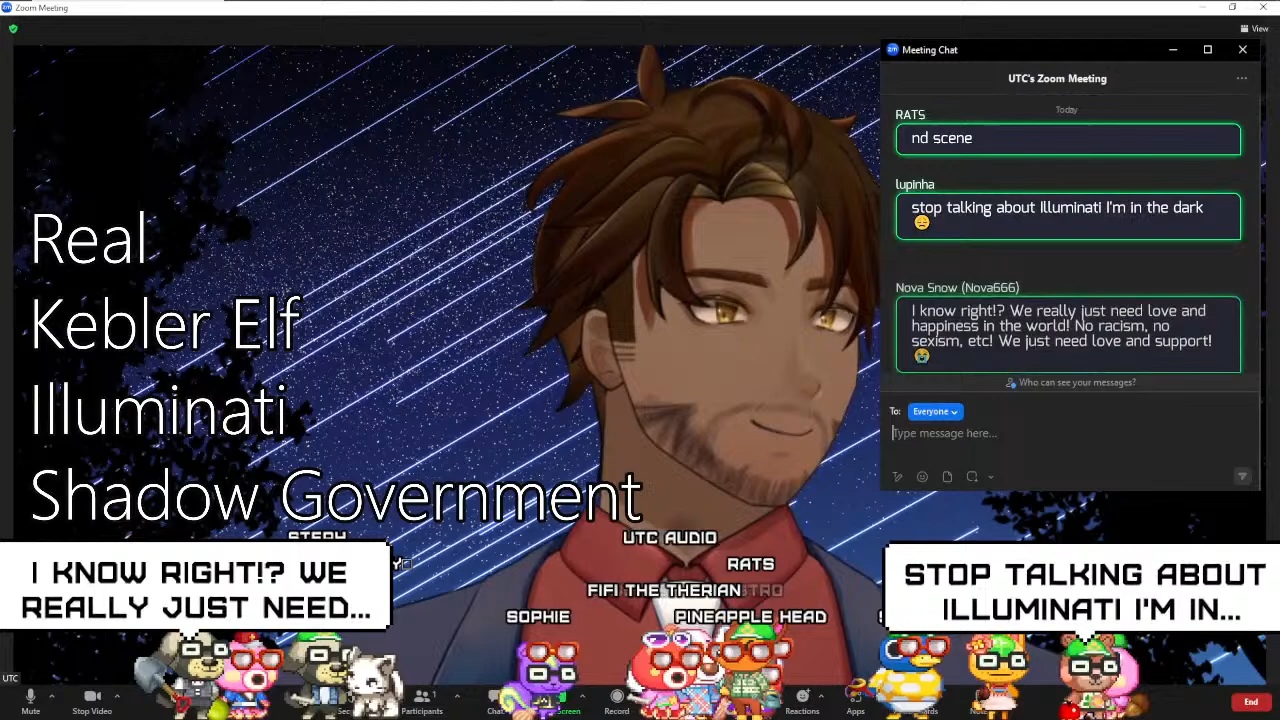 Zoom Meeting
View
Meeting Chat
UTC's Zoom Meeting
Today
RATS
nd scene
lupinha
stop talking about Illuminati I'm in the dark
😔
Nova Snow (Nova666)
I know right!? We really just need love and
happiness in the world! No racism, no
sexism, etc! We just need love and support!
😭
Who can see your messages?
To: Everyone
Type message here...
Real
Kebler Elf
Illuminati
Shadow Government
STEPH
UTC AUDIO
RATS
FIFI THE THERIAN
SOPHIE
PINEAPPLE HEAD
I KNOW RIGHT!? WE
REALLY JUST NEED...
STOP TALKING ABOUT
ILLUMINATI I'M IN...
UTC
Mute
Stop Video
Participants
Record
Reactions
Apps
End